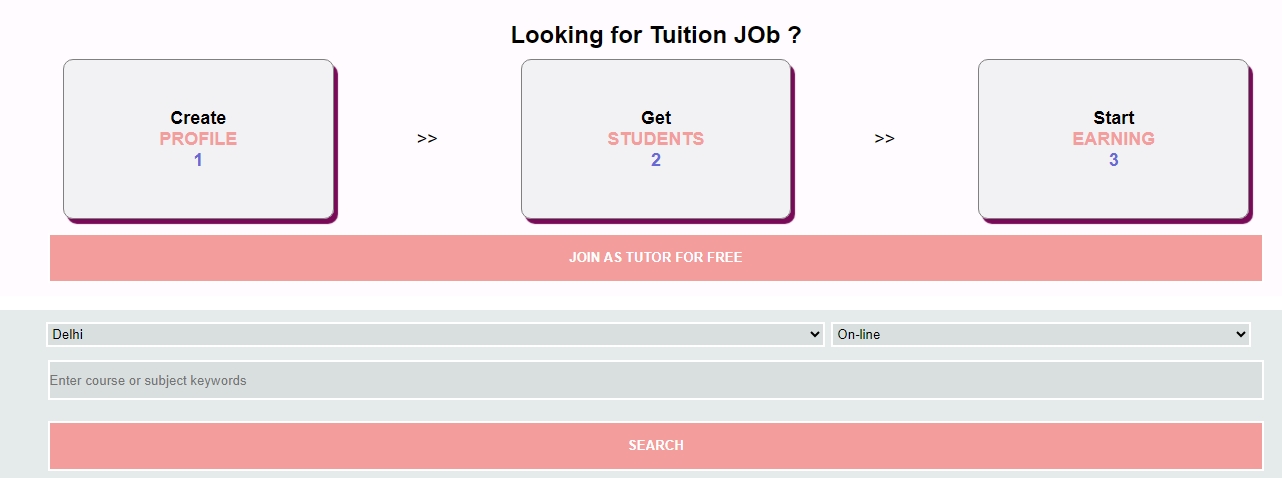 Looking for Tuition JOb ?
Create
PROFILE
1
>>
Get
STUDENTS
2
>>
Start
EARNING
3
JOIN AS TUTOR FOR FREE
Delhi
On-line
Enter course or subject keywords
SEARCH